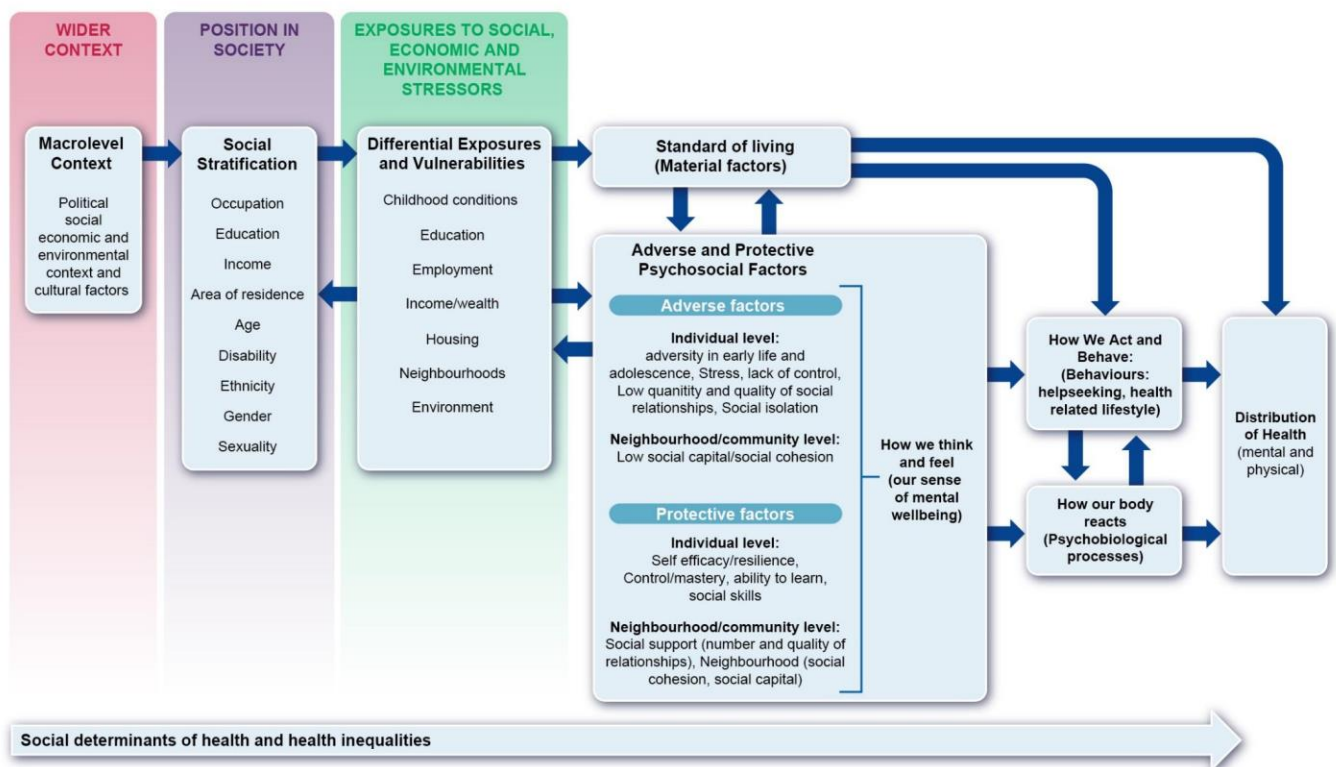 WIDER
CONTEXT
POSITION IN
SOCIETY
EXPOSURES TO SOCIAL,
ECONOMIC AND
ENVIRONMENTAL
STRESSORS
Macrolevel
Context
Political
social
economic and
environmental
context and
cultural factors
Social
Stratification
Occupation
Education
Income
Area of residence
Age
Disability
Ethnicity
Gender
Sexuality
Differential Exposures
and Vulnerabilities
Childhood conditions
Education
Employment
Income/wealth
Housing
Neighbourhoods
Environment
Standard of living
(Material factors)
Adverse and Protective
Psychosocial Factors
Adverse factors
Individual level:
adversity in early life and
adolescence, Stress, lack of control,
Low quanitity and quality of social
relationships, Social isolation
Neighbourhood/community level:
Low social capital/social cohesion
Protective factors
Individual level:
Self efficacy/resilience,
Control/mastery, ability to learn,
social skills
Neighbourhood/community level:
Social support (number and quality of
relationships), Neighbourhood (social
cohesion, social capital)
How we think
and feel
(our sense
of mental
wellbeing)
How We Act and
Behave:
(Behaviours:
helpseeking, health
related lifestyle)
How our body
reacts
(Psychobiological
processes)
Distribution
of Health
(mental and
physical)
Social determinants of health and health inequalities